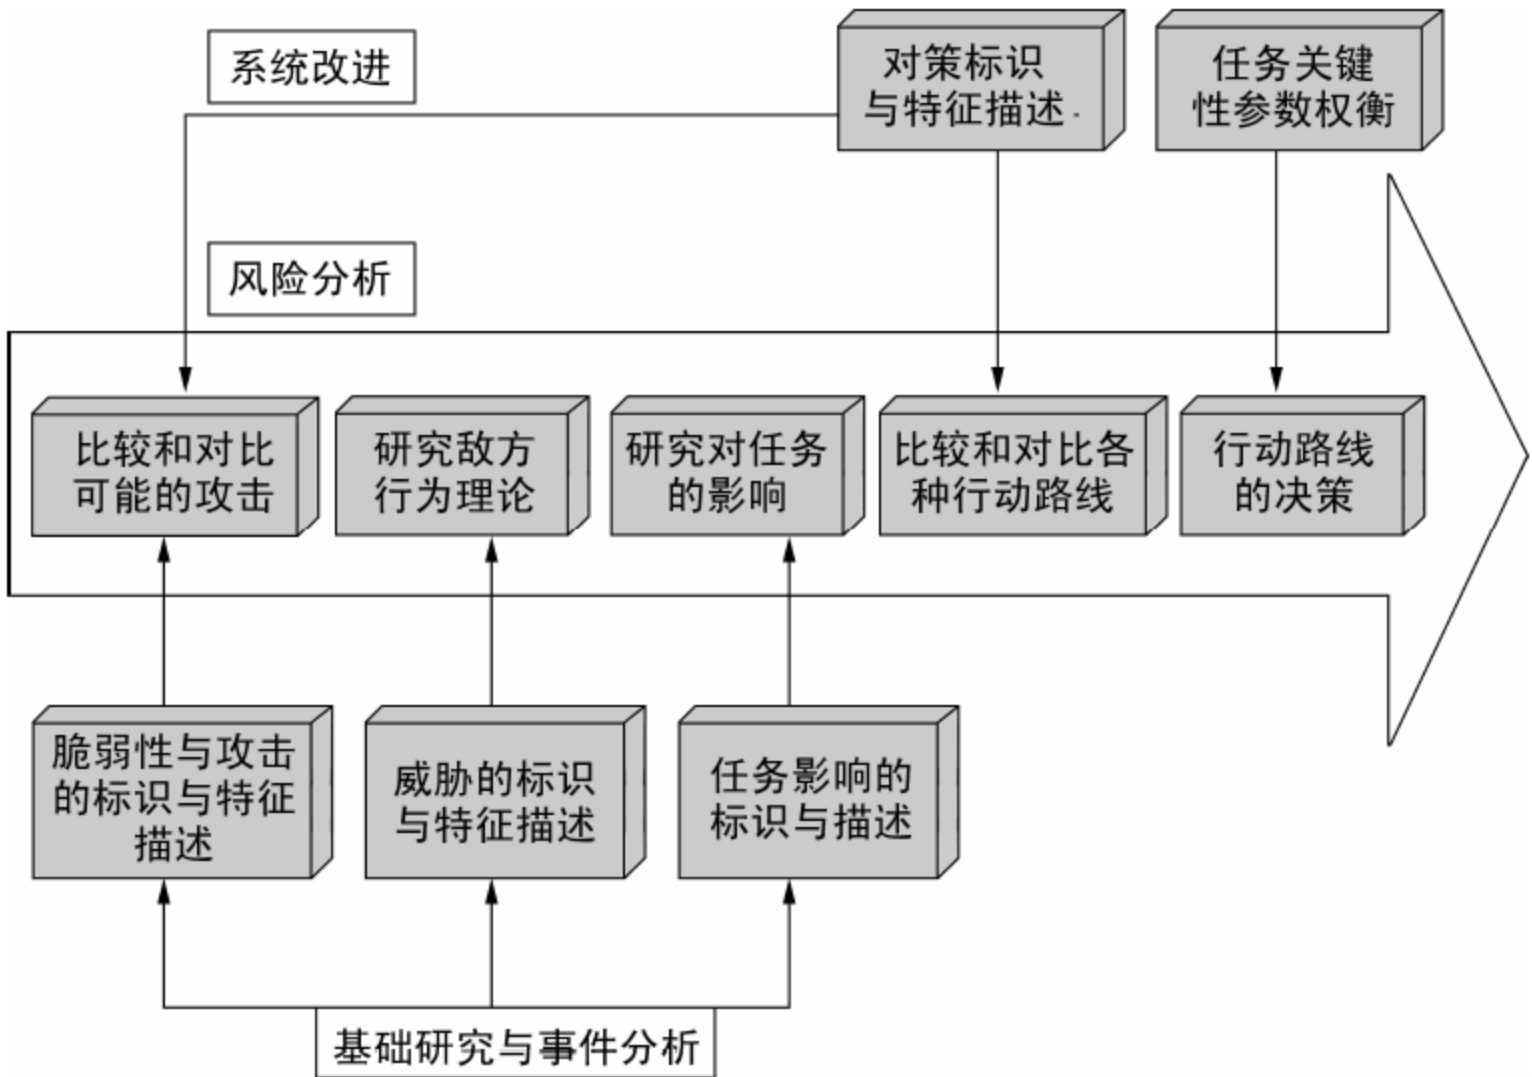 系统改进
对策标识
与特征描述
任务关键
性参数权衡
风险分析
比较和对比
可能的攻击
研究敌方
行为理论
研究对任务
的影响
比较和对比各
种行动路线
行动路线
的决策
脆弱性与攻击
的标识与特征
描述
威胁的标识
与特征描述
任务影响的
标识与描述
基础研究与事件分析